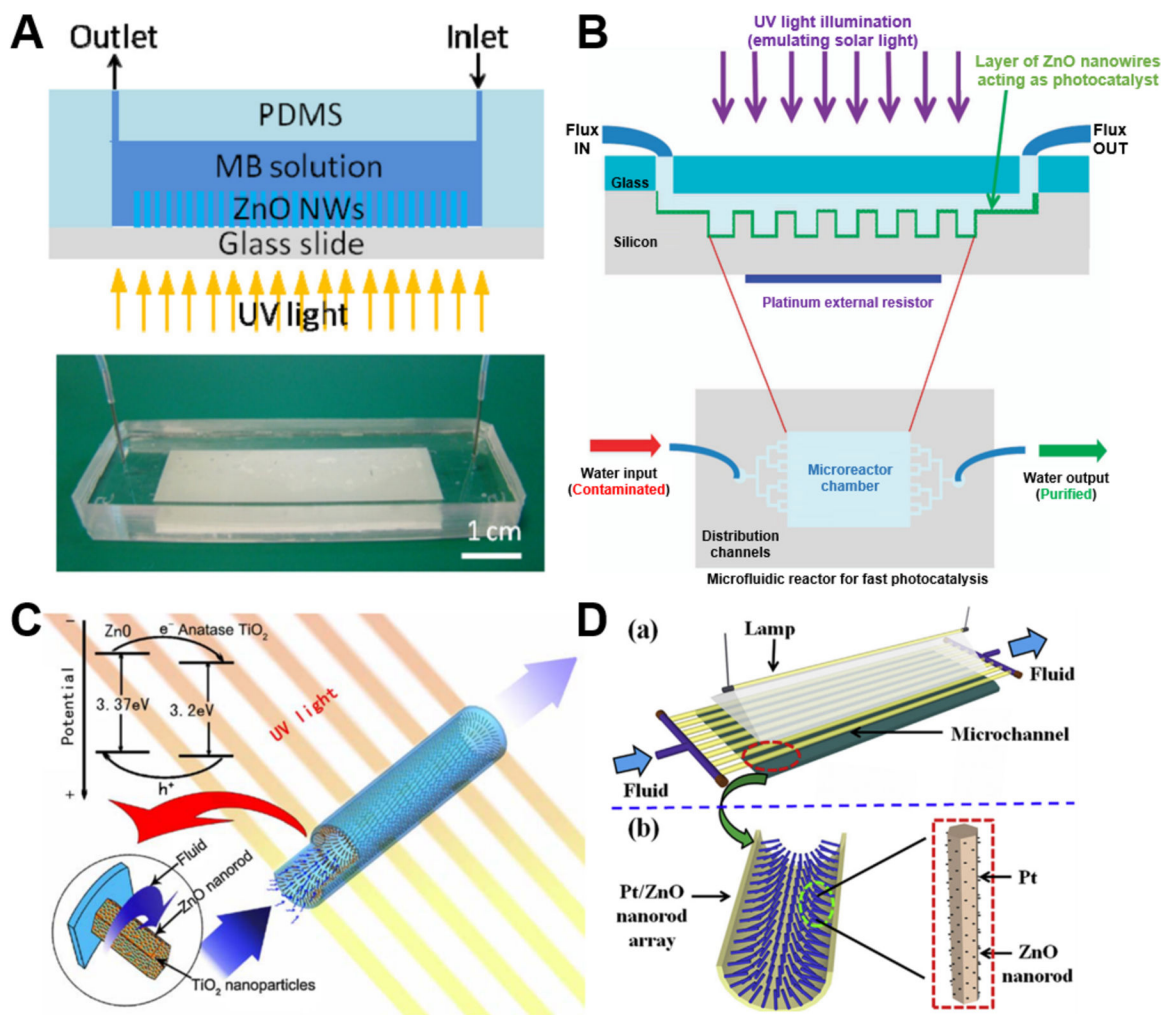 A
Outlet
Inlet
PDMS
MB solution
ZnO NWs
Glass slide
UV light
1 cm
B
UV light illumination
(emulating solar light)
Layer of ZnO nanowires
acting as photocatalyst
Flux
IN
Flux
OUT
Glass
Silicon
Platinum external resistor
Water input
(Contaminated)
Microreactor
chamber
Water output
(Purified)
Distribution
channels
Microfluidic reactor for fast photocatalysis
C
−
ZnO
e⁻ Anatase TiO₂
Potential
3.37eV
3.2eV
+
h⁺
UV light
Fluid
ZnO nanorod
TiO₂ nanoparticles
D
(a)
Lamp
Fluid
Microchannel
Fluid
(b)
Pt/ZnO
nanorod
array
Pt
ZnO
nanorod